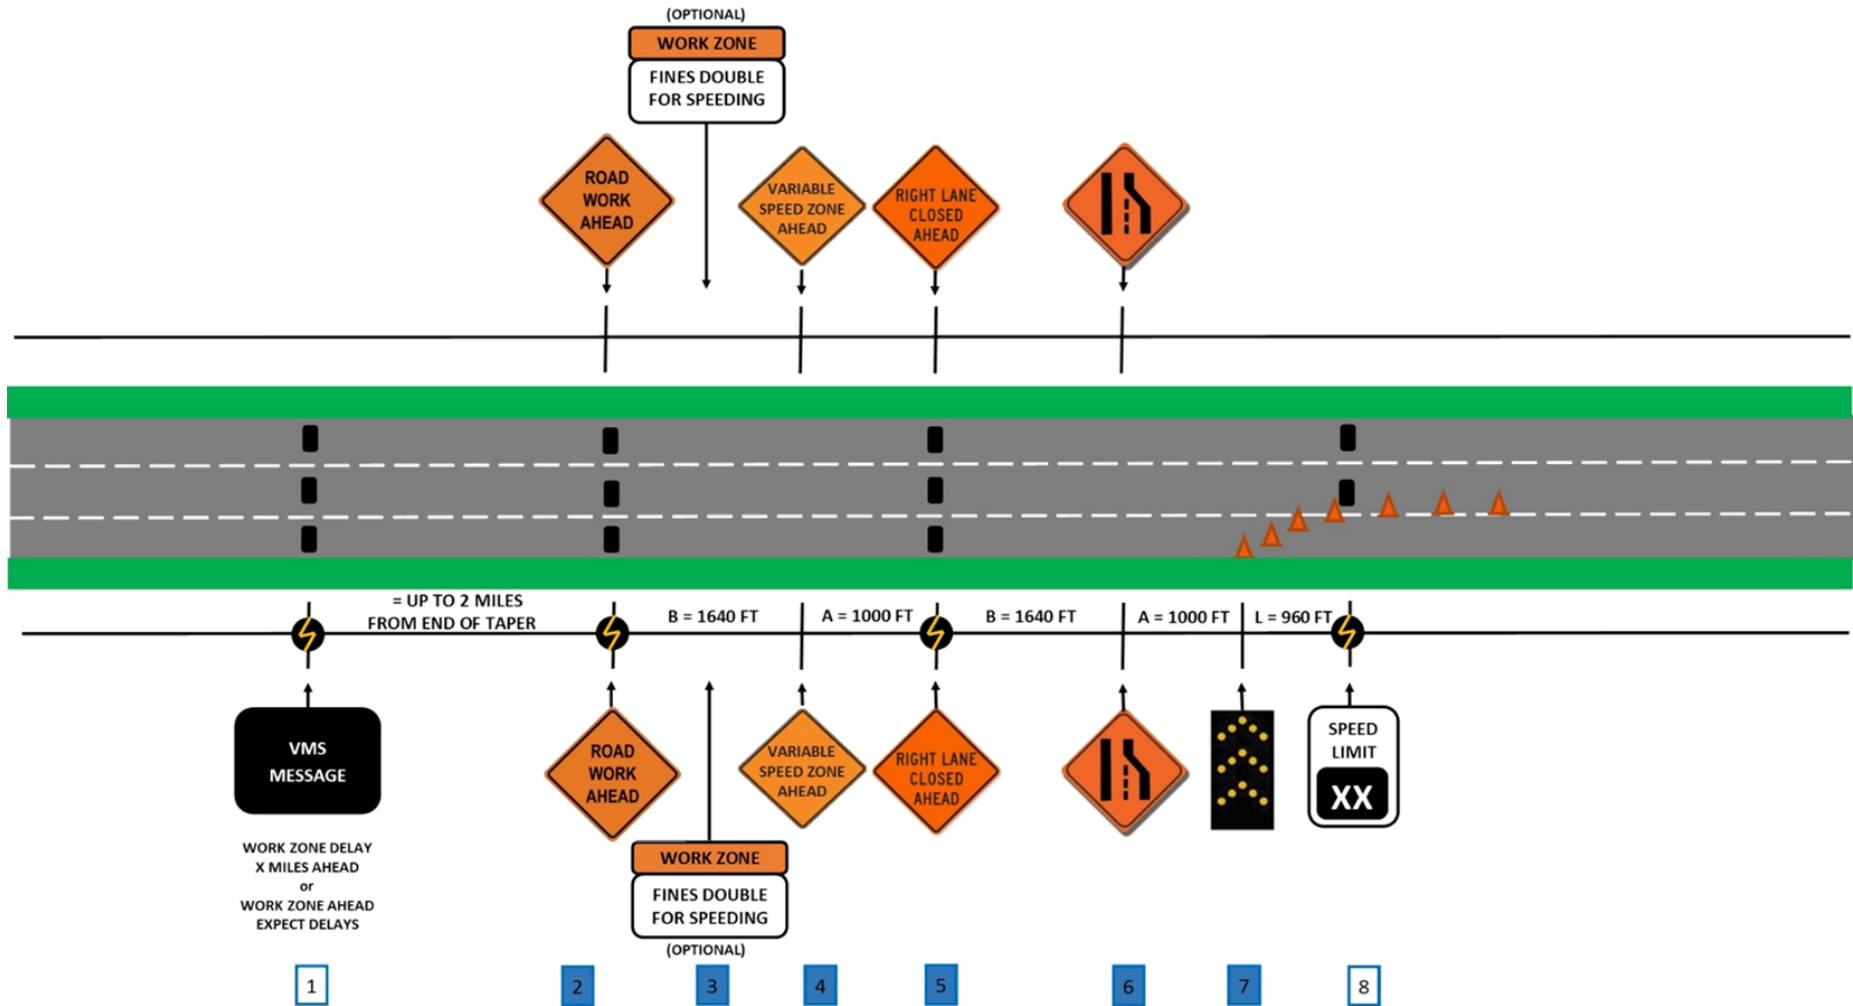 (OPTIONAL)
WORK ZONE
FINES DOUBLE
FOR SPEEDING
ROAD
WORK
AHEAD
VARIABLE
SPEED ZONE
AHEAD
RIGHT LANE
CLOSED
AHEAD
= UP TO 2 MILES
FROM END OF TAPER
B = 1640 FT
A = 1000 FT
B = 1640 FT
A = 1000 FT
L = 960 FT
VMS
MESSAGE
WORK ZONE DELAY
X MILES AHEAD
or
WORK ZONE AHEAD
EXPECT DELAYS
ROAD
WORK
AHEAD
WORK ZONE
FINES DOUBLE
FOR SPEEDING
(OPTIONAL)
VARIABLE
SPEED ZONE
AHEAD
RIGHT LANE
CLOSED
AHEAD
SPEED
LIMIT
XX
1
2
3
4
5
6
7
8